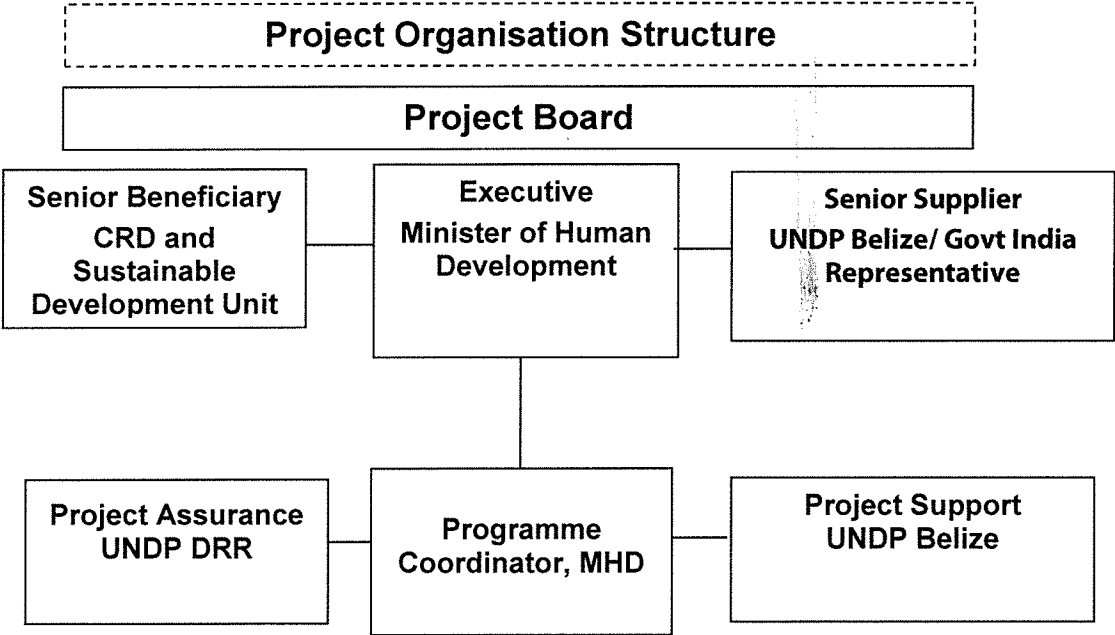 Project Organisation Structure
Project Board
Senior Beneficiary
CRD and
Sustainable
Development Unit
Executive
Minister of Human
Development
Senior Supplier
UNDP Belize/ Govt India
Representative
Project Assurance
UNDP DRR
Programme
Coordinator, MHD
Project Support
UNDP Belize